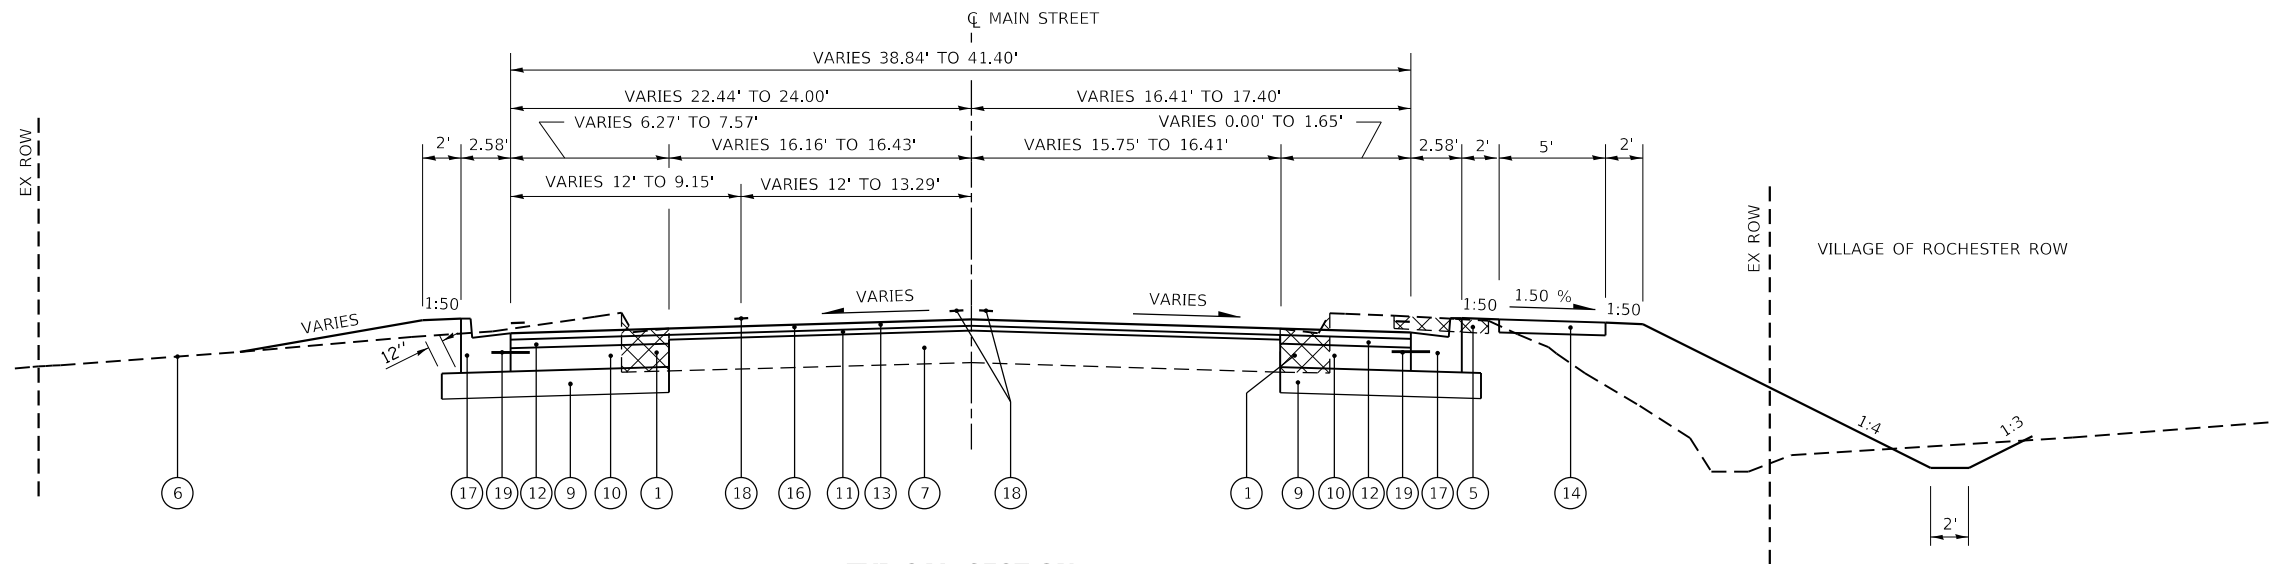 ℄ MAIN STREET
VARIES 38.84' TO 41.40'
VARIES 22.44' TO 24.00'
VARIES 16.41' TO 17.40'
VARIES 6.27' TO 7.57'
VARIES 0.00' TO 1.65'
2'
2.58'
VARIES 16.16' TO 16.43'
VARIES 15.75' TO 16.41'
2.58'
2'
5'
2'
VARIES 12' TO 9.15'
VARIES 12' TO 13.29'
EX ROW
EX ROW
VILLAGE OF ROCHESTER ROW
1:50
VARIES
VARIES
VARIES
1:50
1.50 %
1:50
12"
1:4
1:3
6
17
19
12
9
10
1
18
16
11
13
7
18
1
9
10
12
19
17
5
14
2'